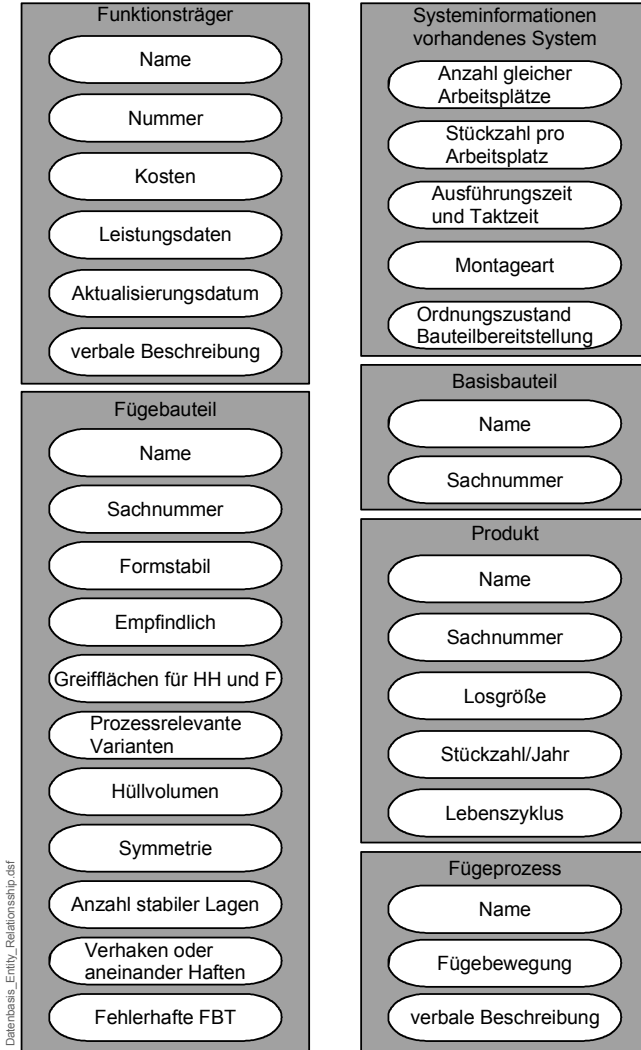 Funktionsträger
Name
Nummer
Kosten
Leistungsdaten
Aktualisierungsdatum
verbale Beschreibung
Fügebauteil
Name
Sachnummer
Formstabil
Empfindlich
Greifflächen für HH und F
Prozessrelevante
Varianten
Hüllvolumen
Symmetrie
Anzahl stabiler Lagen
Verhaken oder
aneinander Haften
Fehlerhafte FBT
Systeminformationen
vorhandenes System
Anzahl gleicher
Arbeitsplätze
Stückzahl pro
Arbeitsplatz
Ausführungszeit
und Taktzeit
Montageart
Ordnungszustand
Bauteilbereitstellung
Basisbauteil
Name
Sachnummer
Produkt
Name
Sachnummer
Losgröße
Stückzahl/Jahr
Lebenszyklus
Fügeprozess
Name
Fügebewegung
verbale Beschreibung
Datenbasis_Entity_Relationsship.dsf